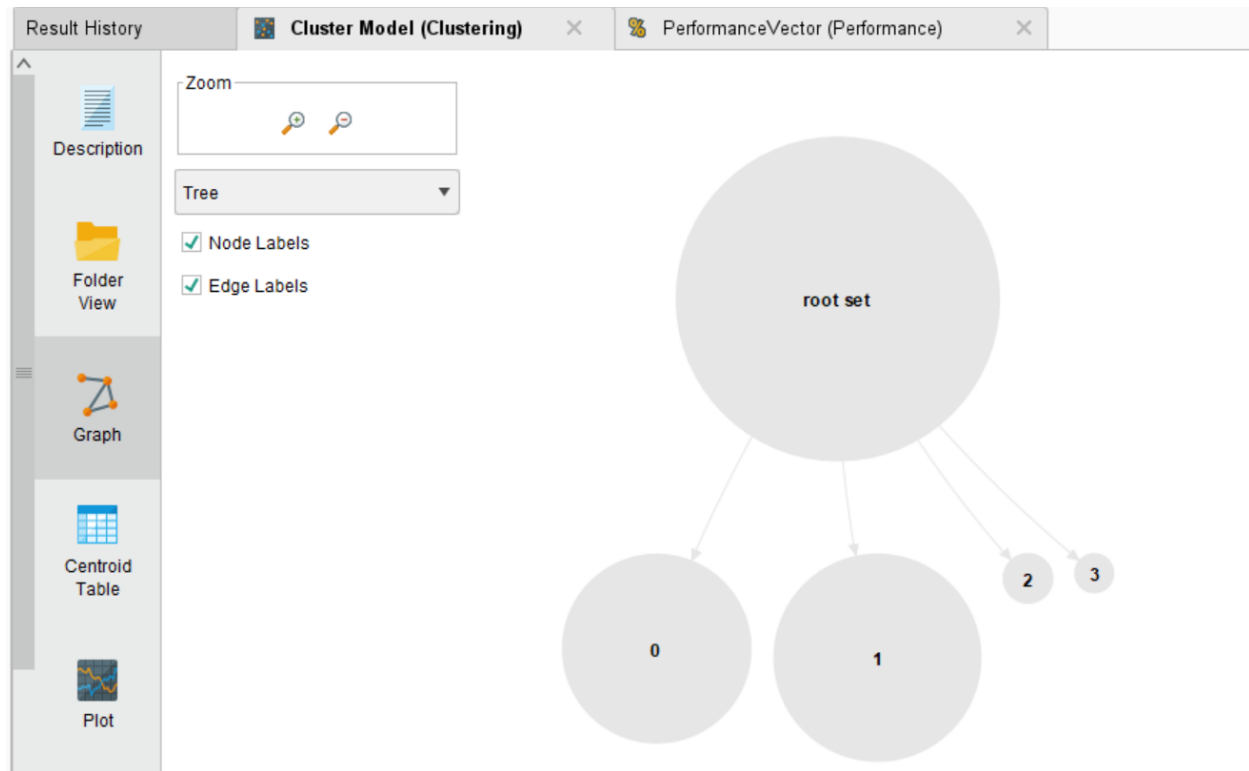 Result History
Cluster Model (Clustering)
PerformanceVector (Performance)
Description
Folder
View
Graph
Centroid
Table
Plot
Zoom
Tree
Node Labels
Edge Labels
root set
0
1
2
3